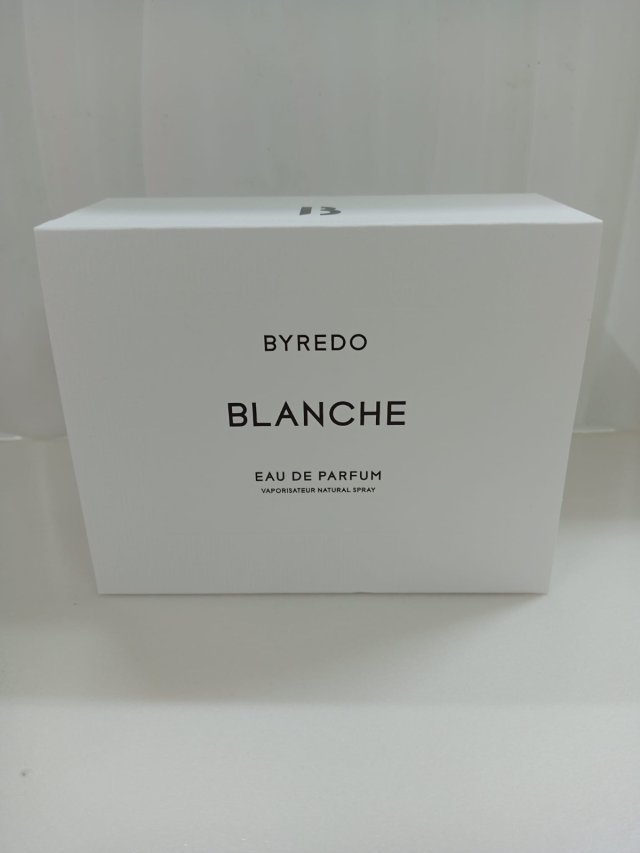 BYREDO
BLANCHE
EAU DE PARFUM
VAPORISATEUR NATURAL SPRAY